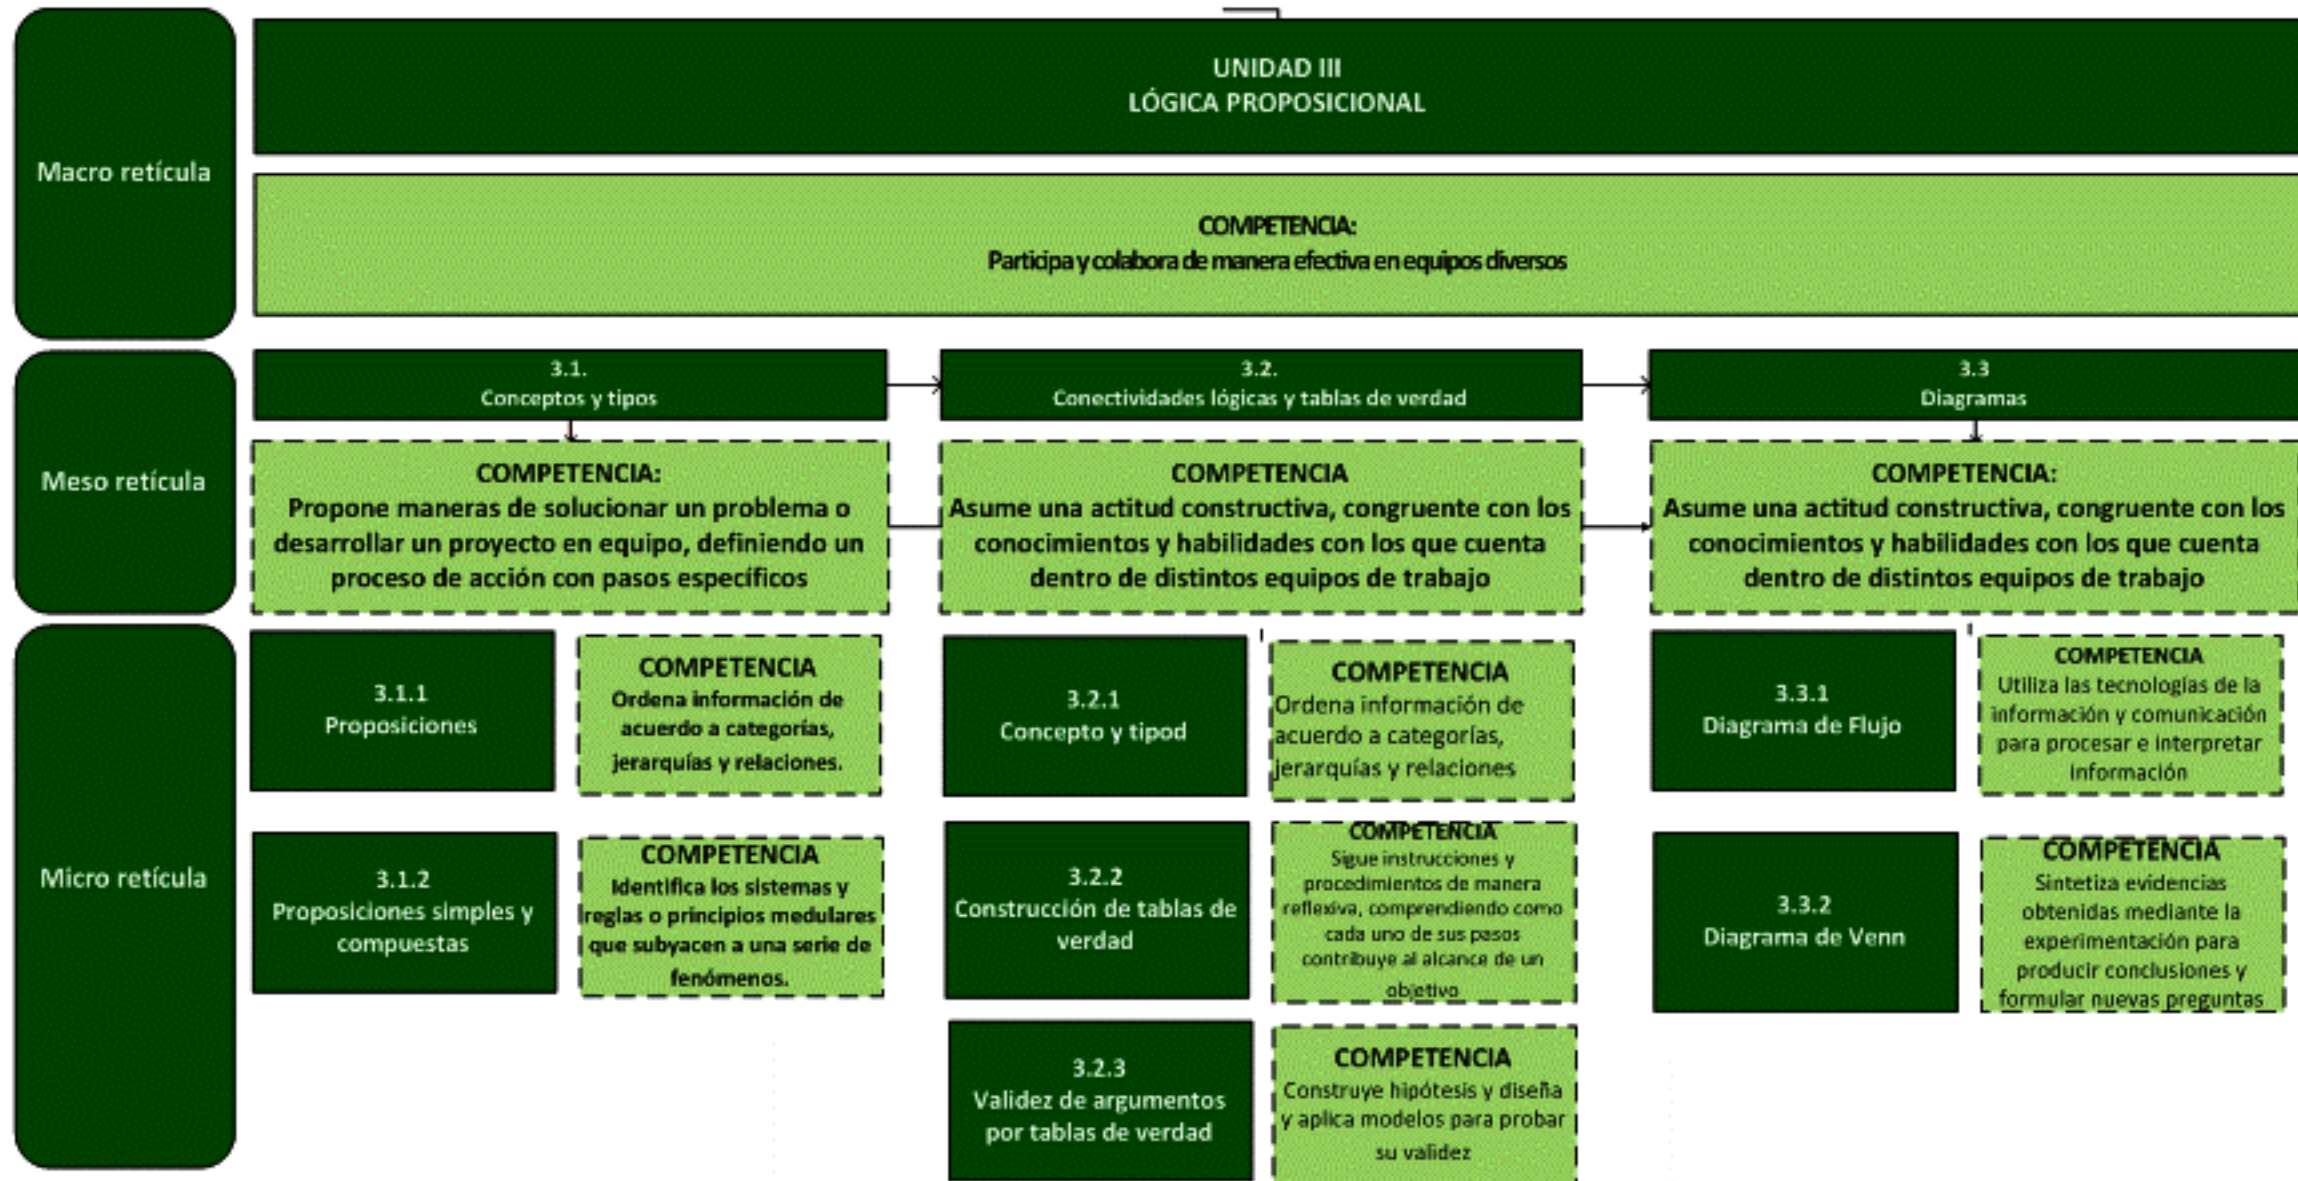 Macro retícula
UNIDAD III
LÓGICA PROPOSICIONAL
COMPETENCIA:
Participa y colabora de manera efectiva en equipos diversos
Meso retícula
3.1.
Conceptos y tipos
3.2.
Conectividades lógicas y tablas de verdad
3.3
Diagramas
COMPETENCIA:
Propone maneras de solucionar un problema o
desarrollar un proyecto en equipo, definiendo un
proceso de acción con pasos específicos
COMPETENCIA
Asume una actitud constructiva, congruente con los
conocimientos y habilidades con los que cuenta
dentro de distintos equipos de trabajo
COMPETENCIA:
Asume una actitud constructiva, congruente con los
conocimientos y habilidades con los que cuenta
dentro de distintos equipos de trabajo
Micro retícula
3.1.1
Proposiciones
COMPETENCIA
Ordena información de
acuerdo a categorías,
jerarquías y relaciones.
3.1.2
Proposiciones simples y
compuestas
COMPETENCIA
Identifica los sistemas y
reglas o principios medulares
que subyacen a una serie de
fenómenos.
3.2.1
Concepto y tipod
COMPETENCIA
Ordena información de
acuerdo a categorías,
jerarquías y relaciones
3.2.2
Construcción de tablas de
verdad
COMPETENCIA
Sigue instrucciones y
procedimientos de manera
reflexiva, comprendiendo como
cada uno de sus pasos
contribuye al alcance de un
objetivo
3.2.3
Validez de argumentos
por tablas de verdad
COMPETENCIA
Construye hipótesis y diseña
y aplica modelos para probar
su validez
3.3.1
Diagrama de Flujo
COMPETENCIA
Utiliza las tecnologías de la
información y comunicación
para procesar e interpretar
información
3.3.2
Diagrama de Venn
COMPETENCIA
Sintetiza evidencias
obtenidas mediante la
experimentación para
producir conclusiones y
formular nuevas preguntas